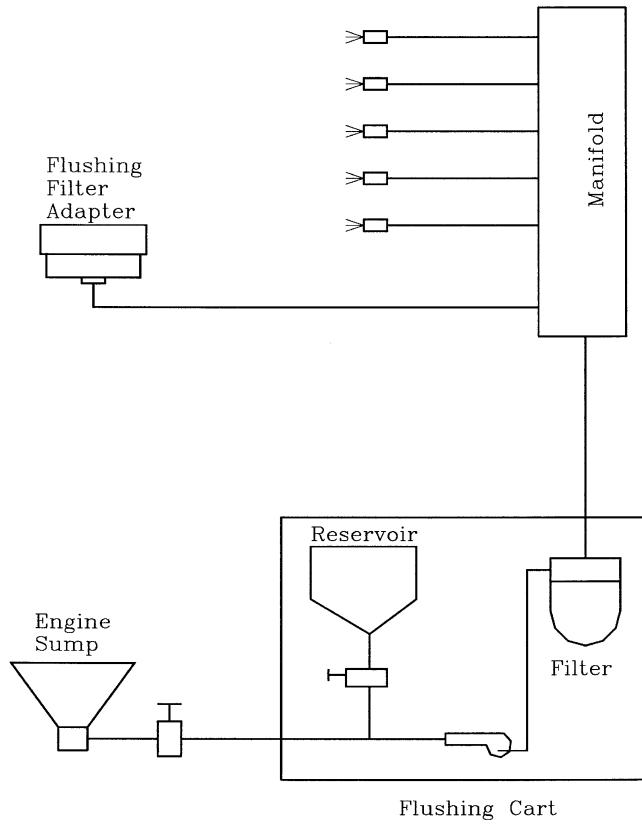 Manifold
Flushing
Filter
Adapter
Reservoir
Engine
Sump
Filter
Flushing Cart